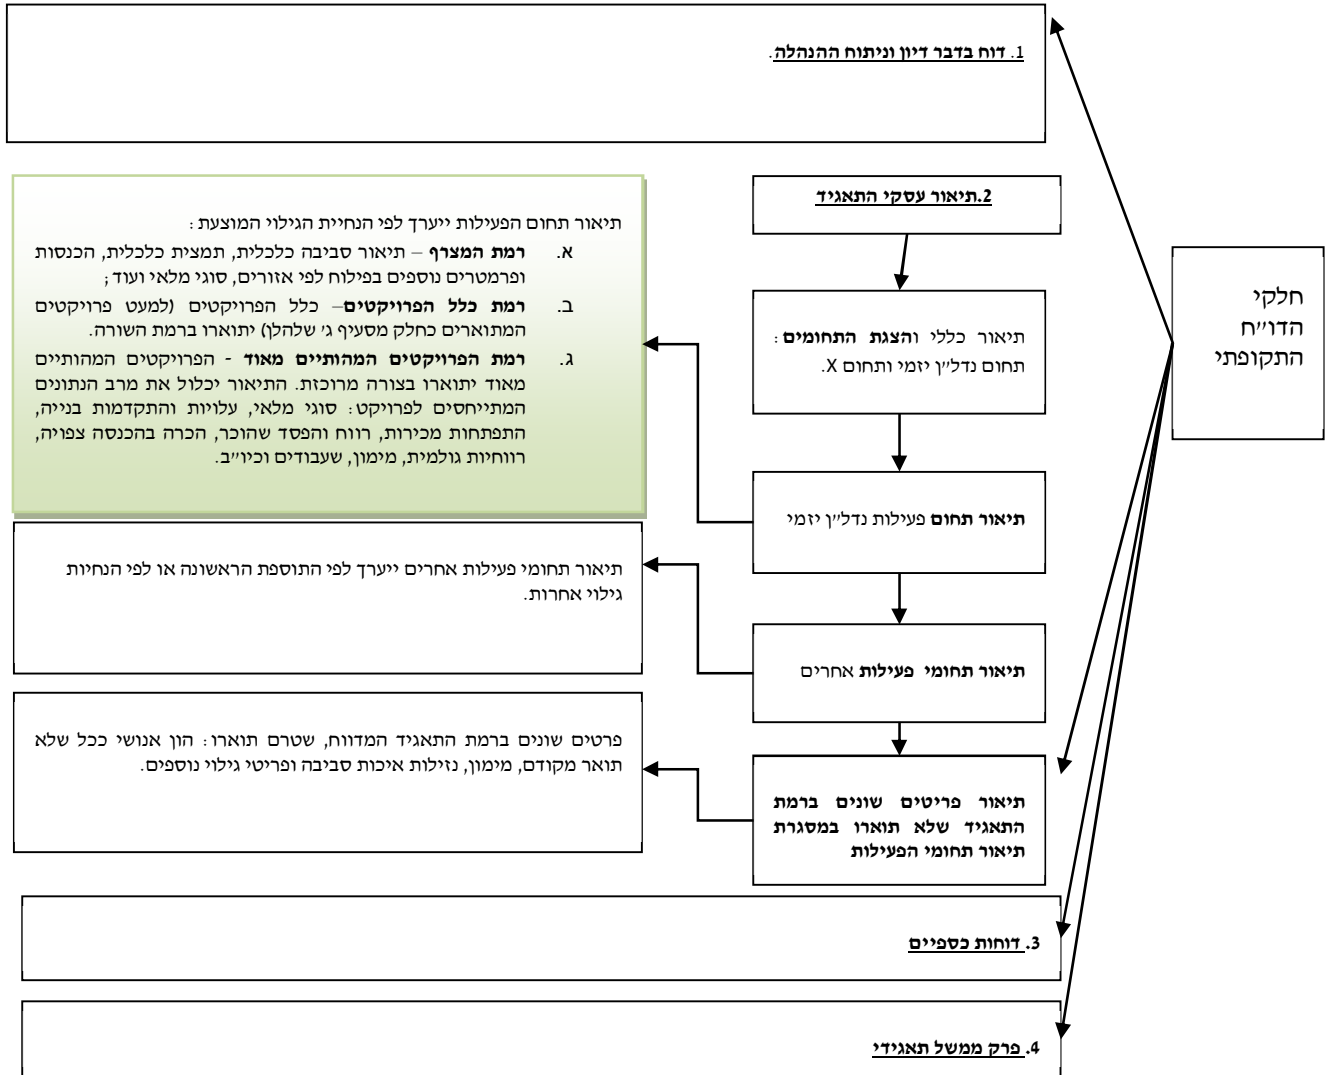 חלקי
הדו״ח
התקופתי
1. דוח בדבר דיון וניתוח ההנהלה.
2.תיאור עסקי התאגיד
תיאור כללי והצגת התחומים :
תחום נדל״ן יזמי ותחום X.
תיאור תחום פעילות נדל״ן יזמי
תיאור תחום הפעילות ייערך לפי הנחיית הגילוי המוצעת :
א. רמת המצרף – תיאור סביבה כלכלית, תמצית כלכלית, הכנסות
ופרמטרים נוספים בפילוח לפי אזורים, סוגי מלאי ועוד ;
ב. רמת כלל הפרויקטים– כלל הפרויקטים (למעט פרויקטים
המתוארים כחלק מסעיף ג׳ שלהלן) יתוארו ברמת השורה.
ג. רמת הפרויקטים המהותיים מאוד - הפרויקטים המהותיים
מאוד יתוארו בצורה מרוכזת. התיאור יכלול את מרב הנתונים
המתייחסים לפרויקט : סוגי מלאי, עלויות והתקדמות בנייה,
התפתחות מכירות, רווח והפסד שהוכר, הכרה בהכנסה צפויה,
רווחיות גולמית, מימון, שעבודים וכיו״ב.
תיאור תחומי פעילות אחרים
תיאור תחומי פעילות אחרים ייערך לפי התוספת הראשונה או לפי הנחיות
גילוי אחרות.
תיאור פריטים שונים ברמת
התאגיד שלא תוארו במסגרת
תיאור תחומי הפעילות
פרטים שונים ברמת התאגיד המדווח, שטרם תוארו : הון אנושי ככל שלא
תואר מקודם, מימון, נזילות איכות סביבה ופריטי גילוי נוספים.
3. דוחות כספיים
4. פרק ממשל תאגידי